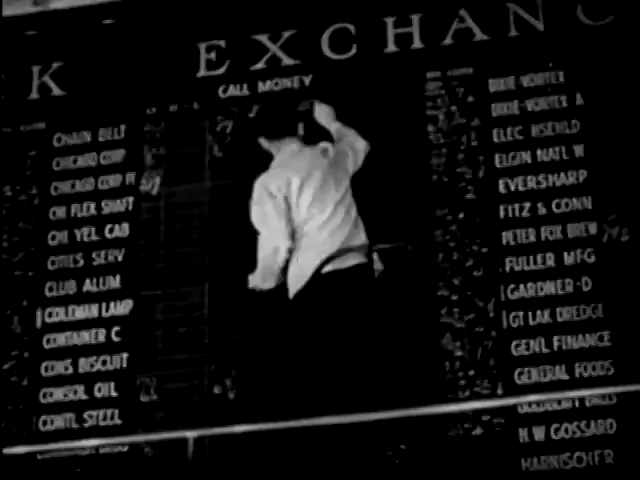 K EXCHANG
CALL MONEY
CHAIN BELT
CHICAGO CORP
CHICAGO CORP PF
CHI FLEX SHAFT
CHI YEL CAB
CITIES SERV
CLUB ALUM
COLEMAN LAMP
CONTAINER C
CONS BISCUIT
CONSOL OIL
CONTL STEEL
DIXIE-VORTEX
DIXIE-VORTEX A
ELEC HSEHLD
ELGIN NATL W
EVERSHARP
FITZ & CONN
PETER FOX BREW
FULLER MFG
GARDNER-D
GT LAK DREDGE
GENL FINANCE
GENERAL FOODS
H W GOSSARD
HARNISCHFR